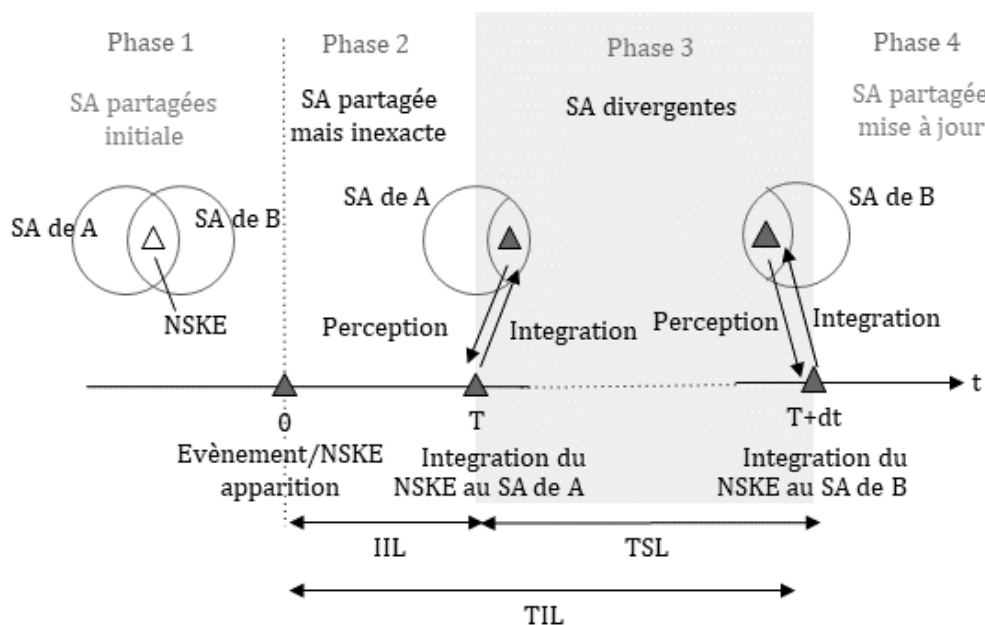 Phase 1
Phase 2
Phase 3
Phase 4
SA partagées
initiale
SA partagée
mais inexacte
SA divergentes
SA partagée
mise à jour
SA de A
SA de B
NSKE
SA de A
SA de B
Perception
Integration
Perception
Integration
t
0
T
T+dt
Evènement/NSKE
apparition
Integration du
NSKE au SA de A
Integration du
NSKE au SA de B
IIL
TSL
TIL